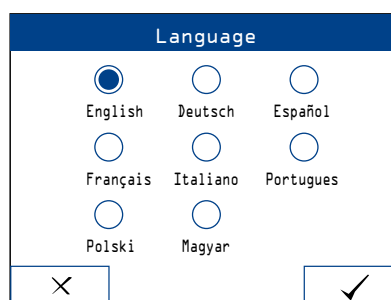 Language
English Deutsch Español
Français Italiano Portugues
Polski Magyar